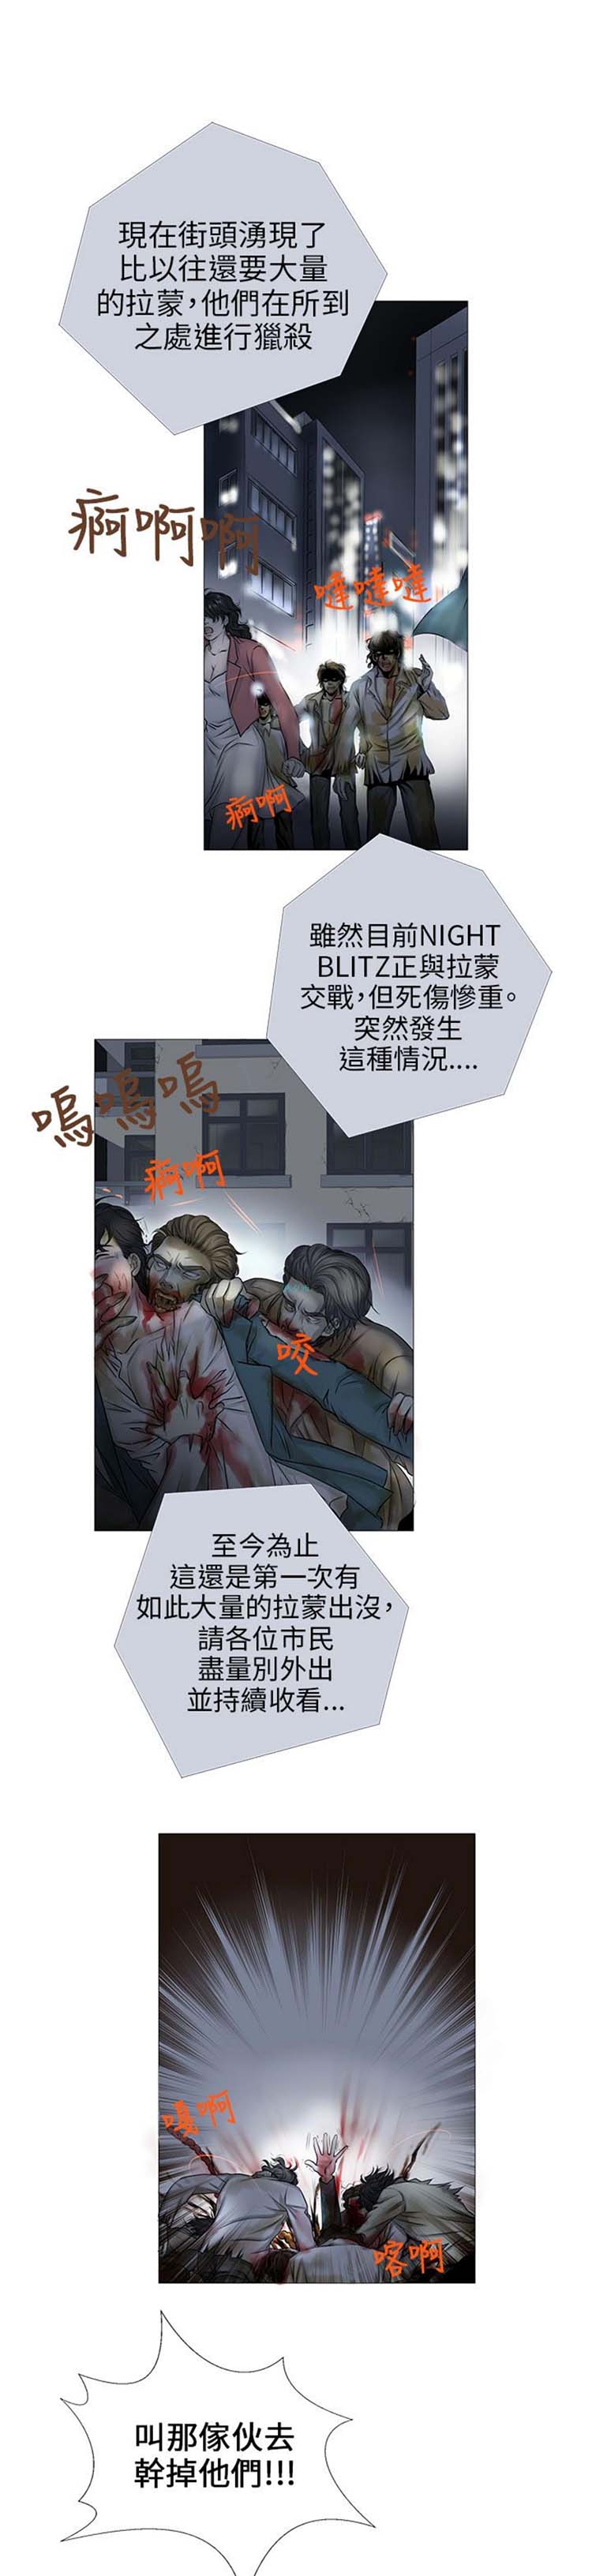 現在街頭湧現了
比以往還要大量
的拉蒙，他們在所到
之處進行獵殺
痾啊啊
噠噠噠
痾啊
雖然目前NIGHT
BLITZ正與拉蒙
交戰，但死傷慘重。
突然發生
這種情況....
嗚嗚嗚
痾啊
咬
至今為止
這還是第一次有
如此大量的拉蒙出沒，
請各位市民
盡量別外出
並持續收看...
嘎啊
喀啊
叫那傢伙去
幹掉他們!!!